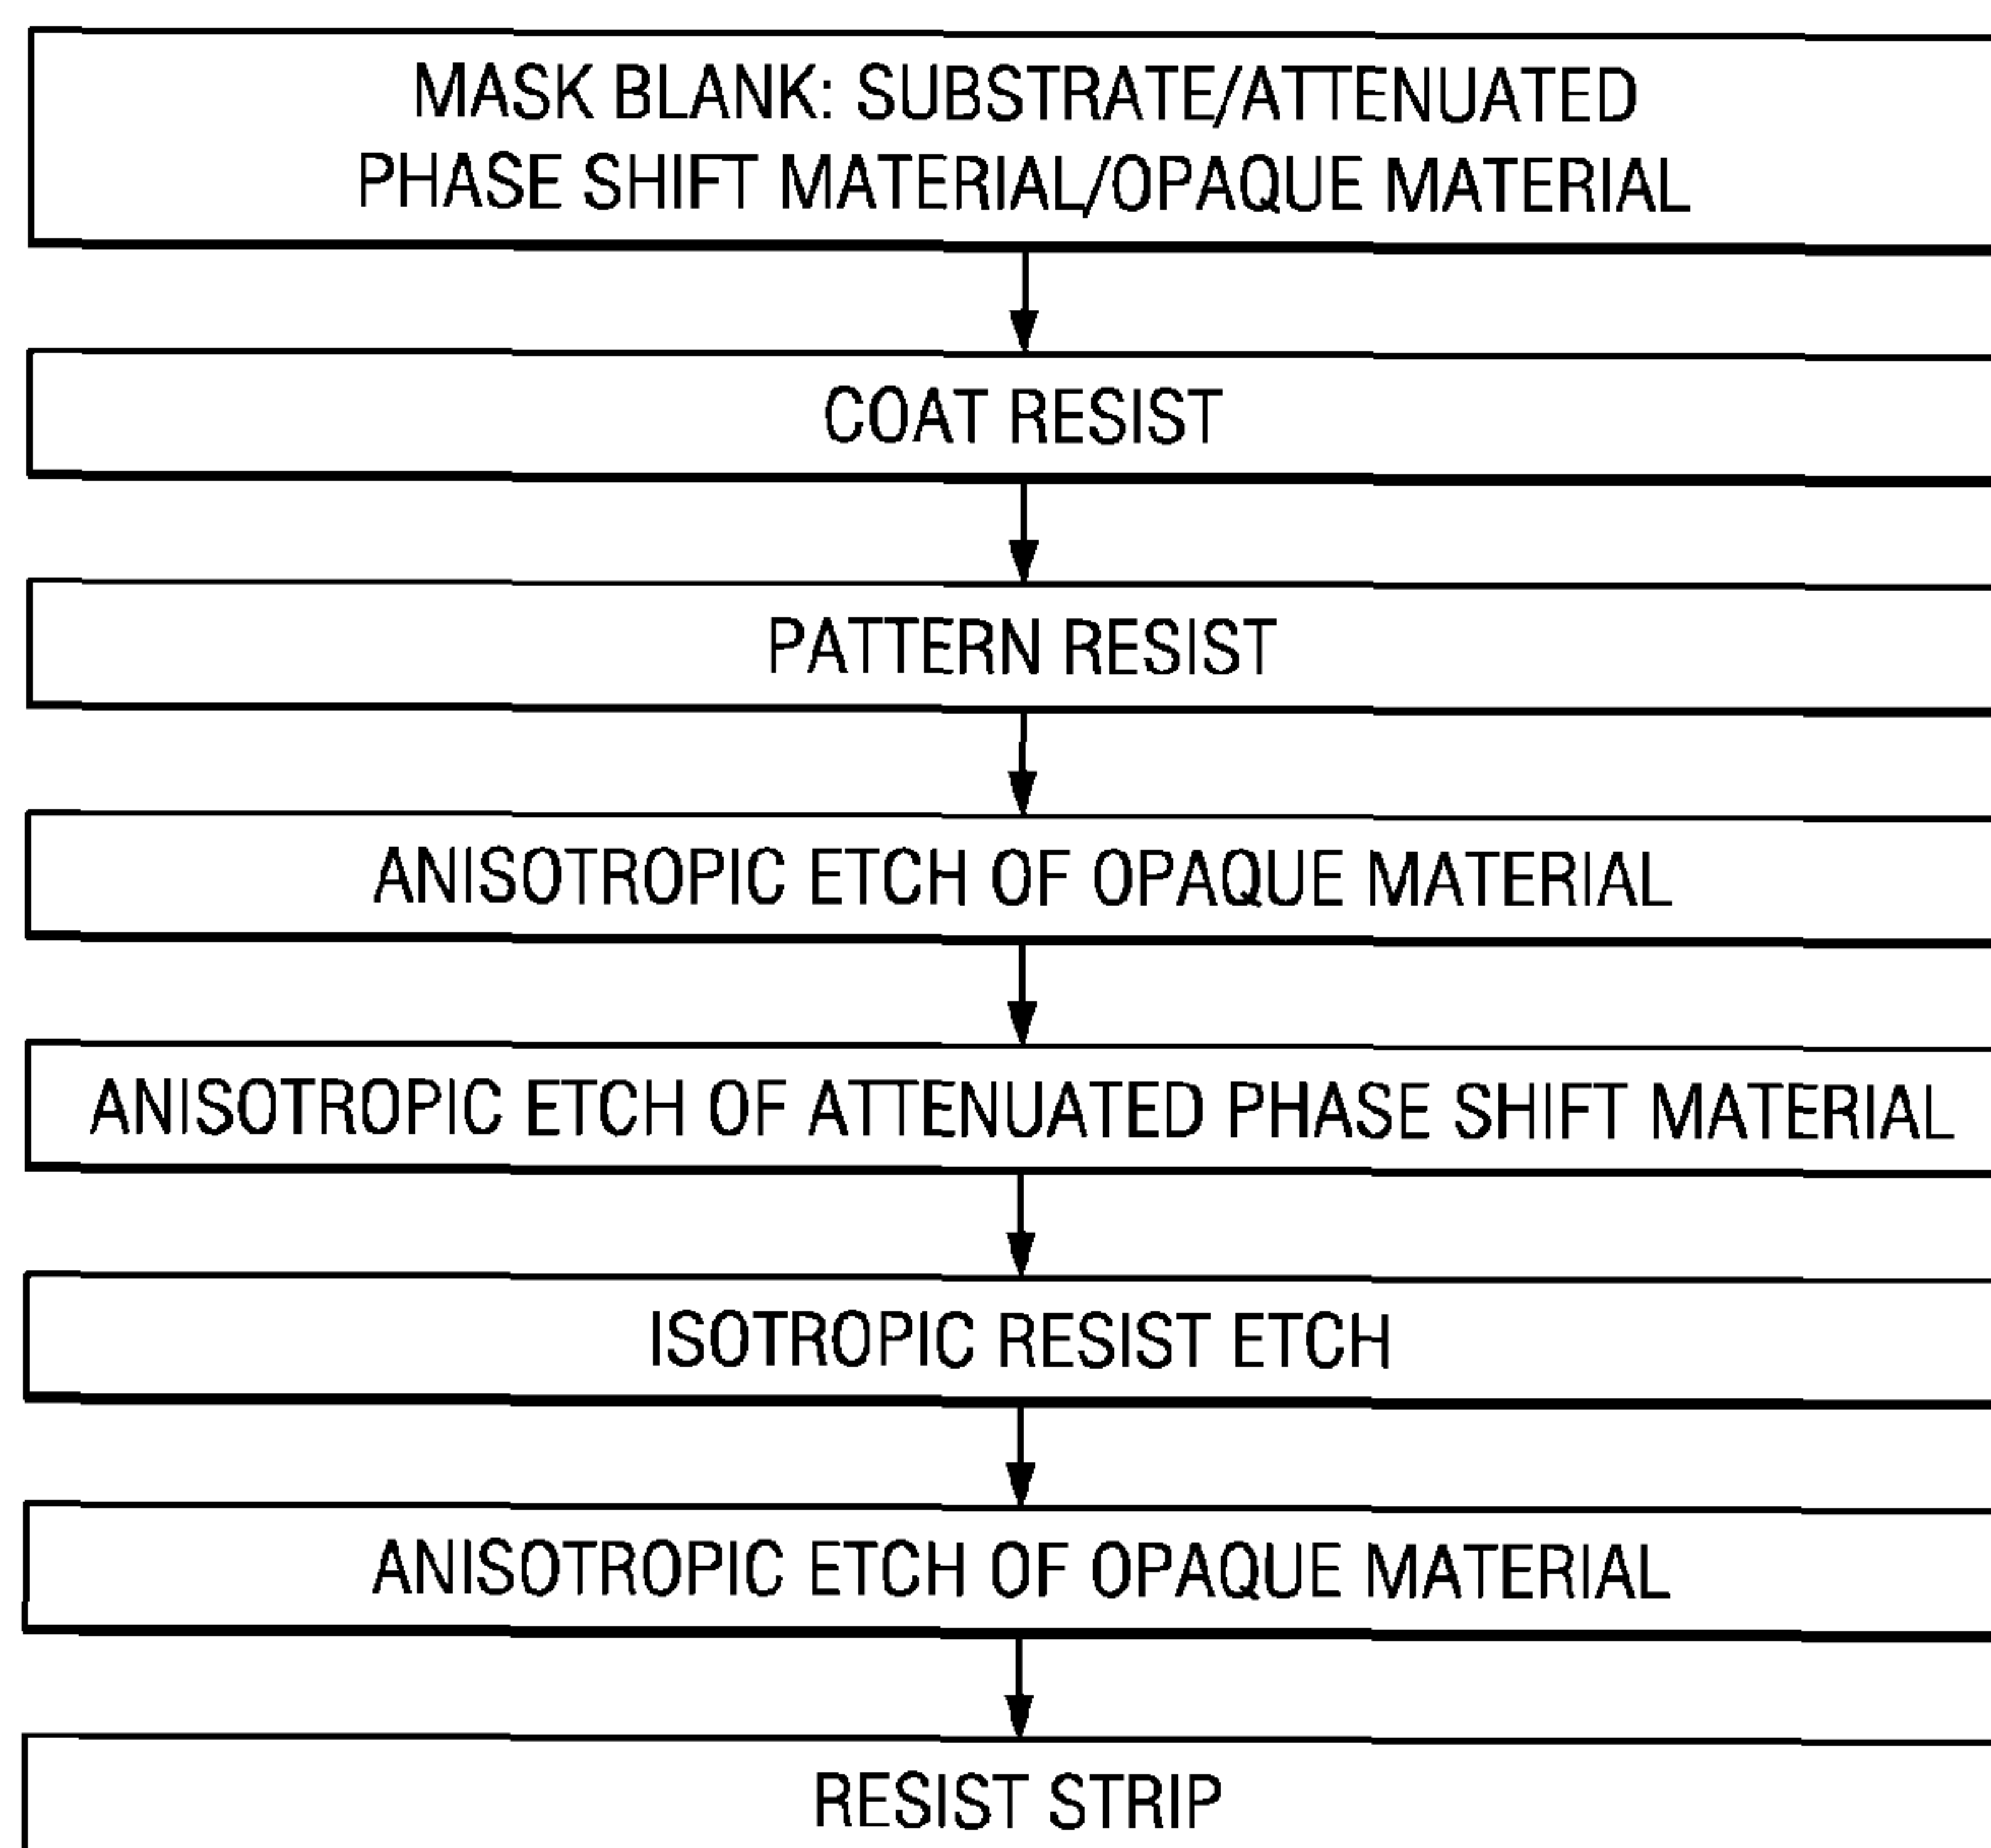 MASK BLANK: SUBSTRATE/ATTENUATED
PHASE SHIFT MATERIAL/OPAQUE MATERIAL
COAT RESIST
PATTERN RESIST
ANISOTROPIC ETCH OF OPAQUE MATERIAL
ANISOTROPIC ETCH OF ATTENUATED PHASE SHIFT MATERIAL
ISOTROPIC RESIST ETCH
ANISOTROPIC ETCH OF OPAQUE MATERIAL
RESIST STRIP